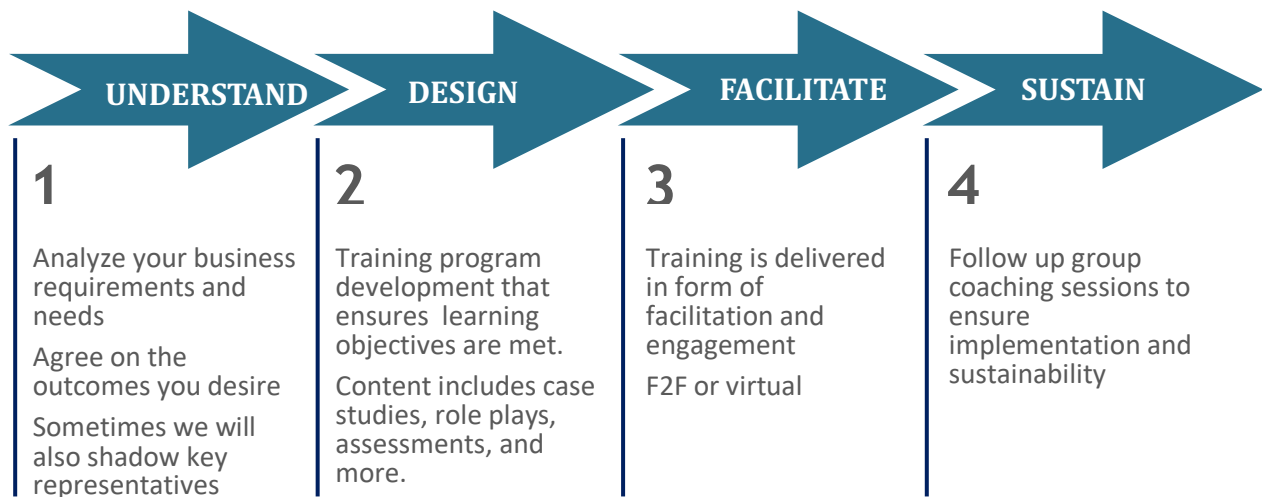 UNDERSTAND
DESIGN
FACILITATE
SUSTAIN
1
Analyze your business
requirements and
needs
Agree on the
outcomes you desire
Sometimes we will
also shadow key
representatives
2
Training program
development that
ensures  learning
objectives are met.
Content includes case
studies, role plays,
assessments, and
more.
3
Training is delivered
in form of
facilitation and
engagement
F2F or virtual
4
Follow up group
coaching sessions to
ensure
implementation and
sustainability